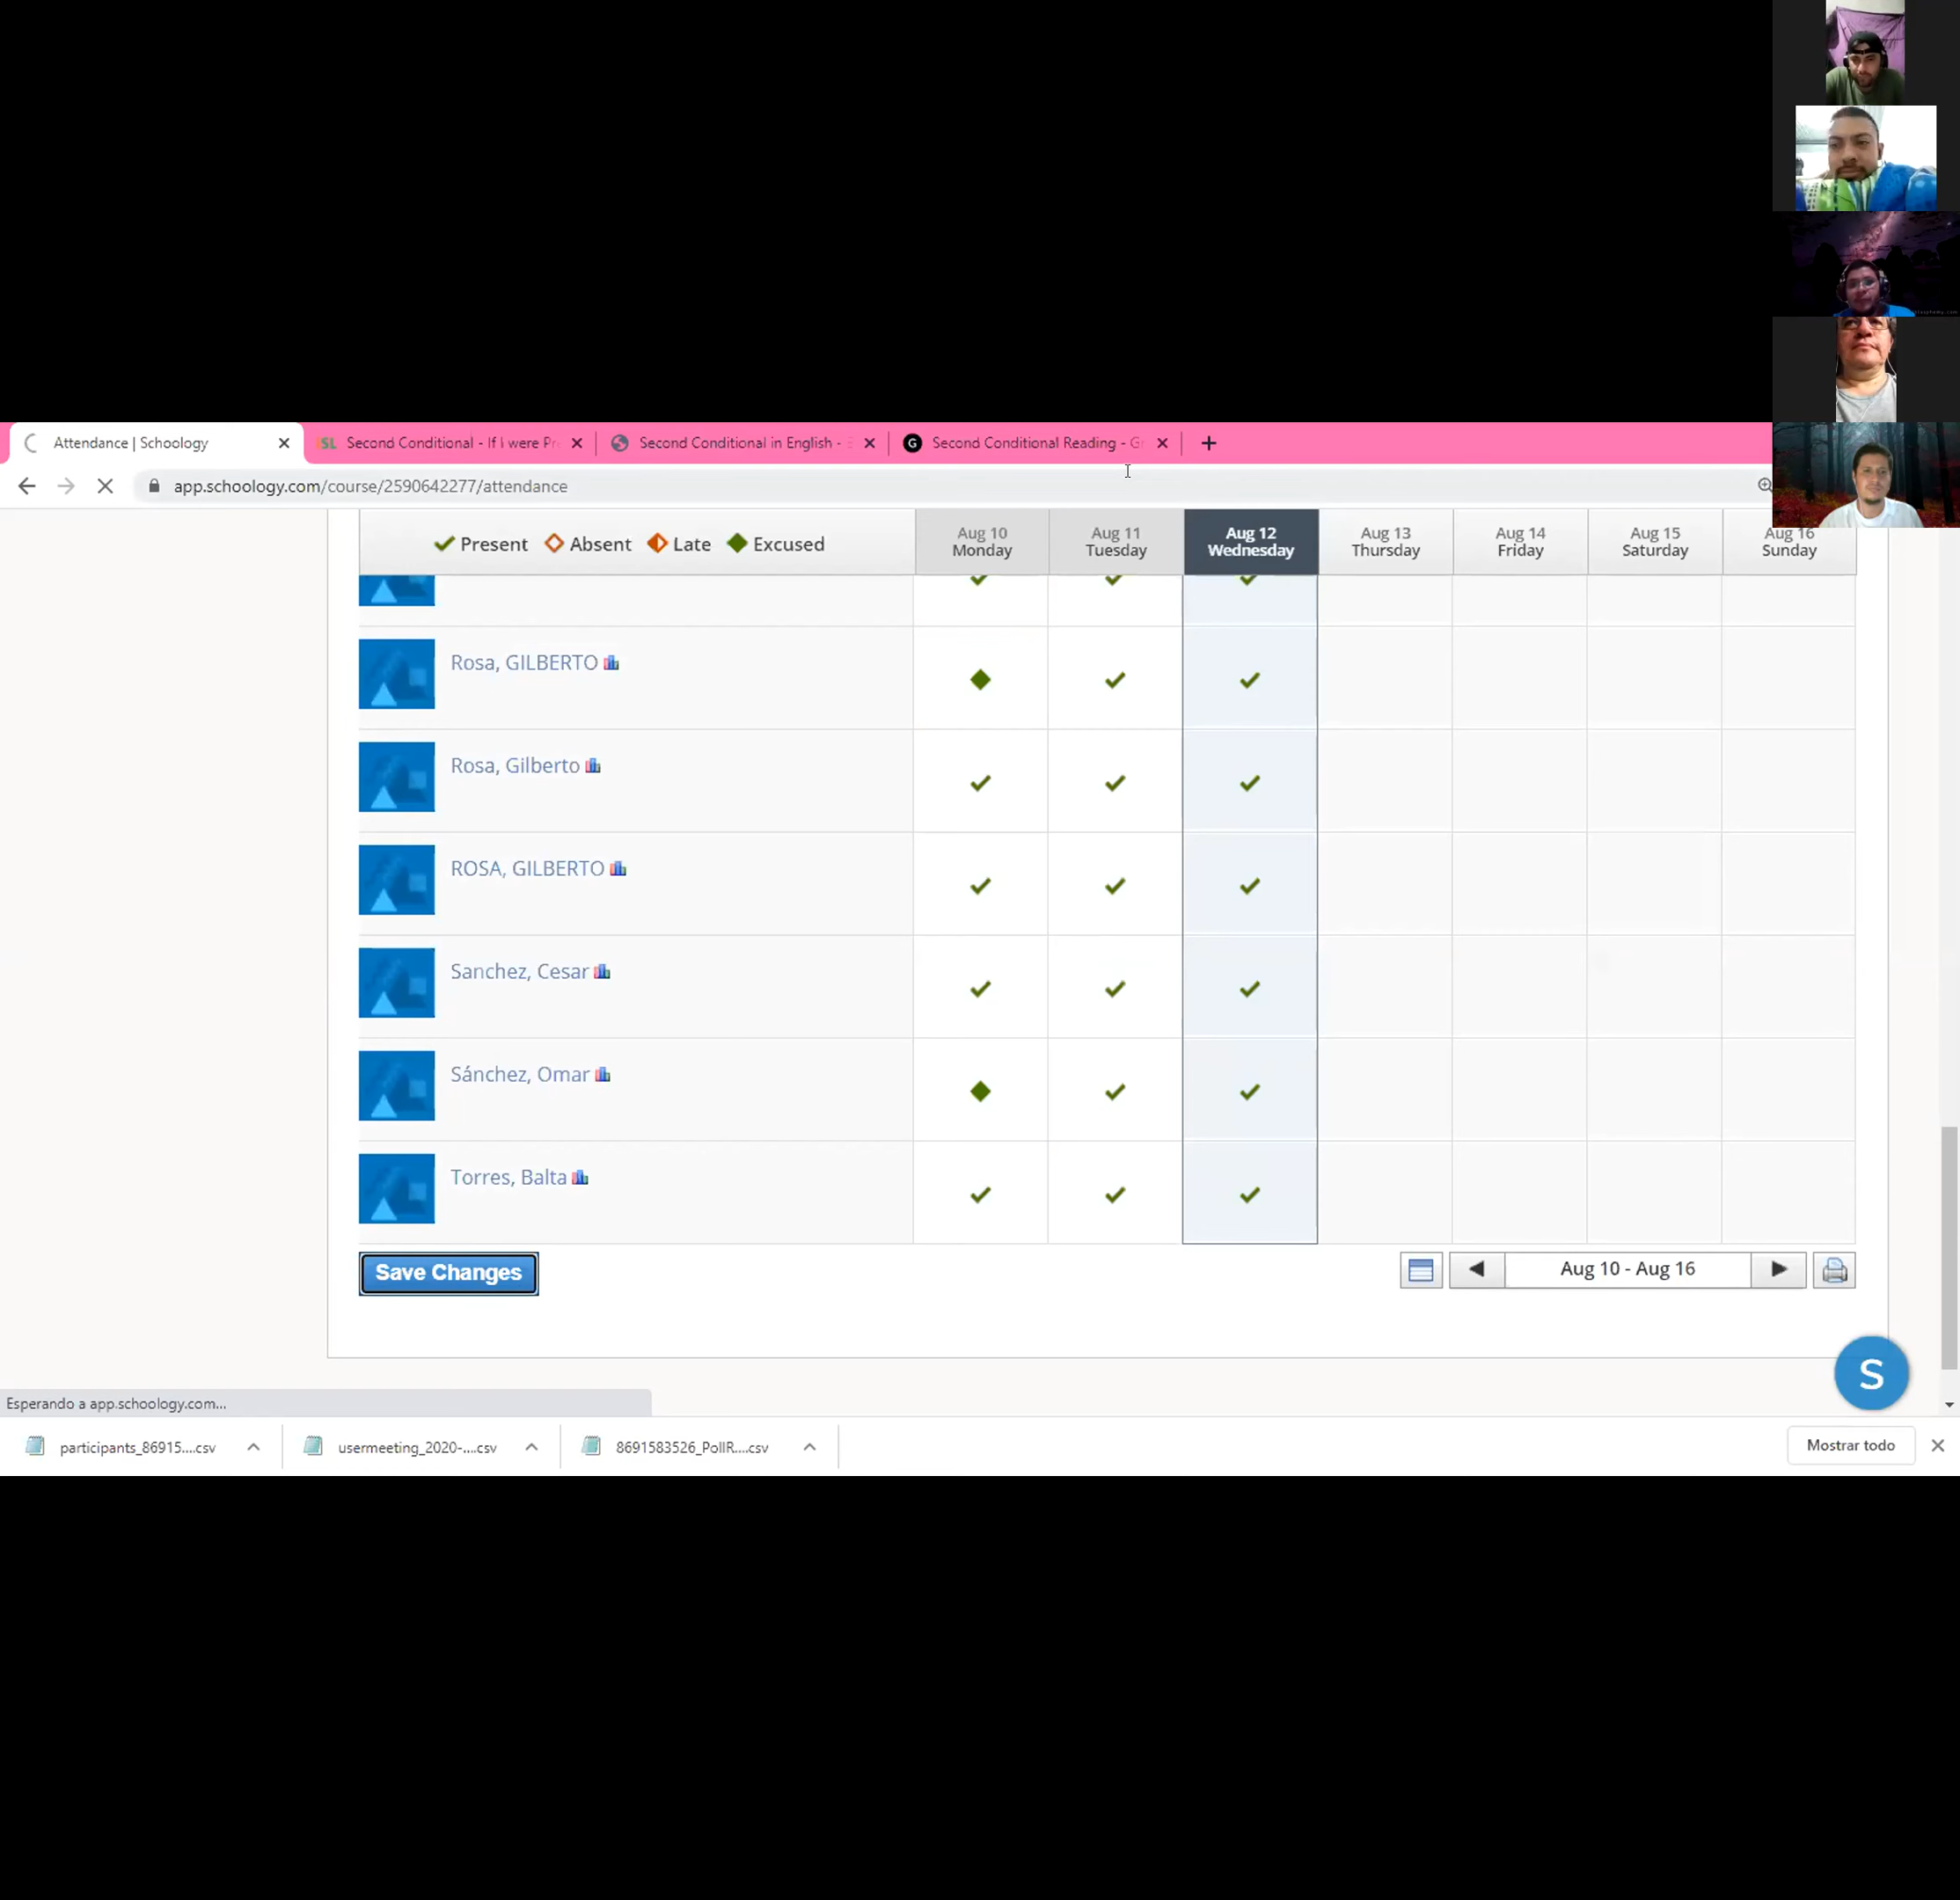 Attendance | Schoology
SL Second Conditional - If I were Pr
Second Conditional in English -
G Second Conditional Reading - G
app.schoology.com/course/2590642277/attendance
Present Absent Late Excused
Aug 10 Monday
Aug 11 Tuesday
Aug 12 Wednesday
Aug 13 Thursday
Aug 14 Friday
Aug 15 Saturday
Aug 16 Sunday
Rosa, GILBERTO
Rosa, Gilberto
ROSA, GILBERTO
Sanchez, Cesar
Sánchez, Omar
Torres, Balta
Save Changes
Aug 10 - Aug 16
S
Esperando a app.schoology.com...
participants_86915....csv
usermeeting_2020-....csv
8691583526_PollR....csv
Mostrar todo